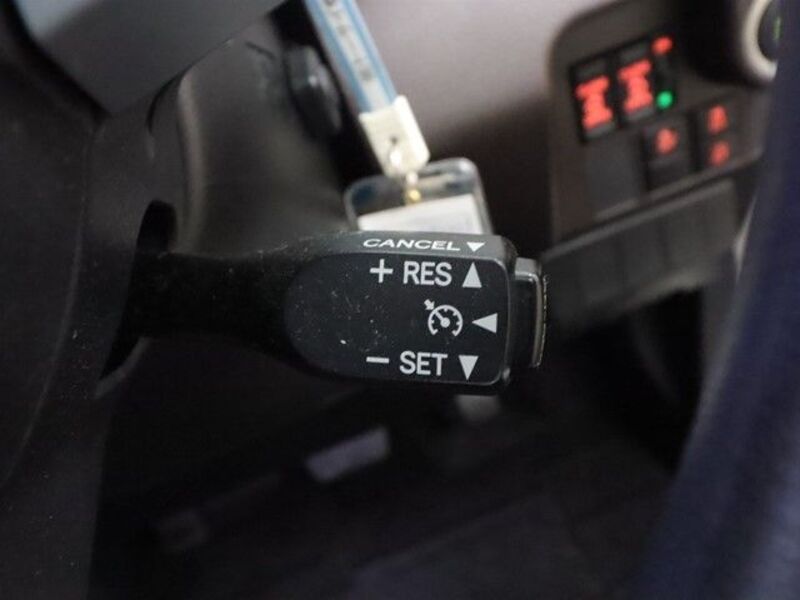 CANCEL ▼
+ RES ▲
◀
− SET ▼